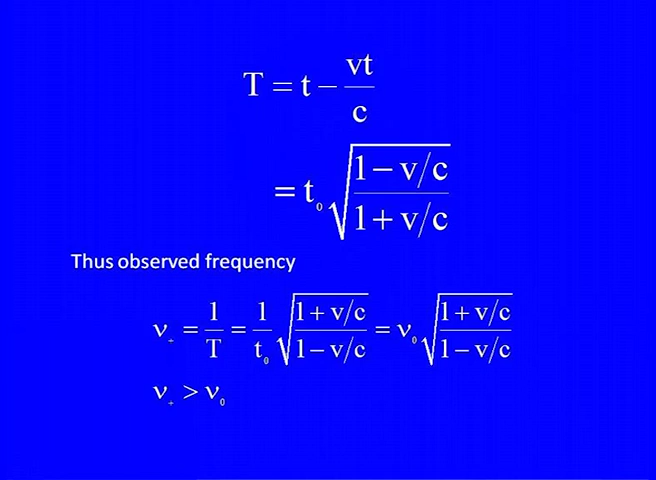 T = t − vt/c
= t₀ √((1 − v/c)/(1 + v/c))
Thus observed frequency
ν₊ = 1/T = 1/t₀ √((1 + v/c)/(1 − v/c)) = ν₀ √((1 + v/c)/(1 − v/c))
ν₊ > ν₀